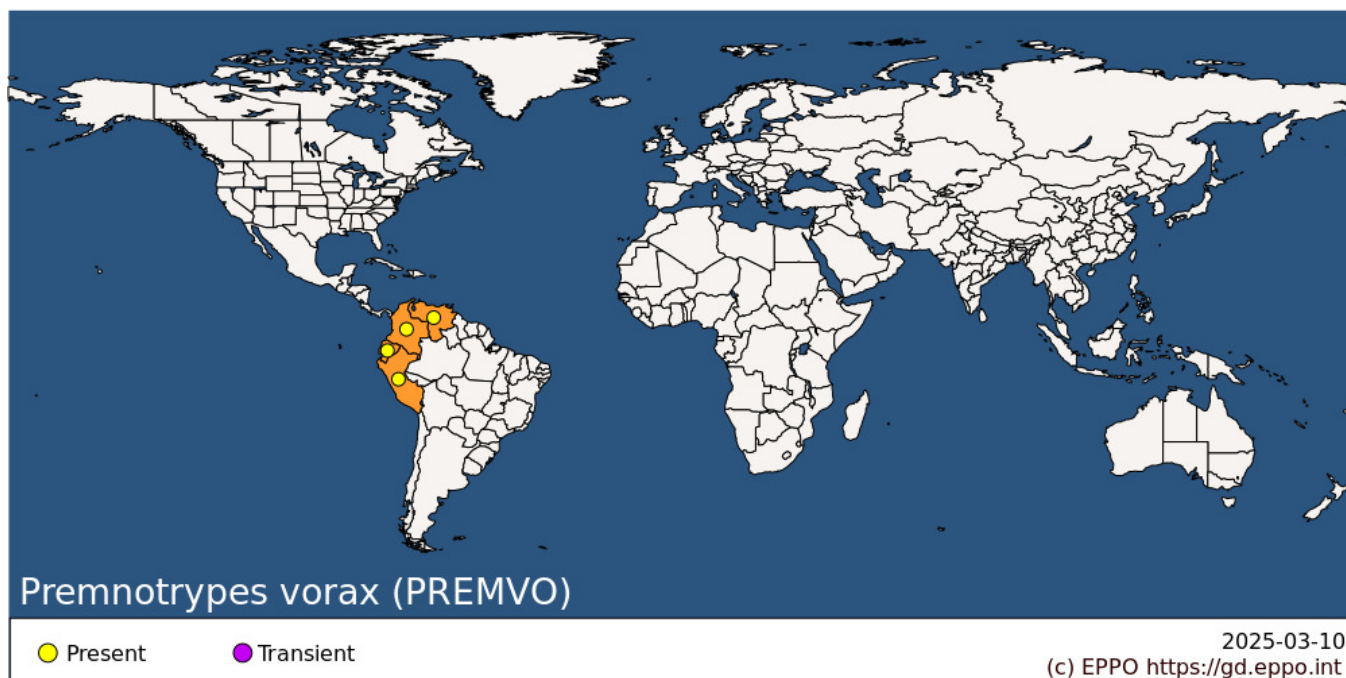 Premnotrypes vorax (PREMVO)
Present
Transient
2025-03-10
(c) EPPO https://gd.eppo.int